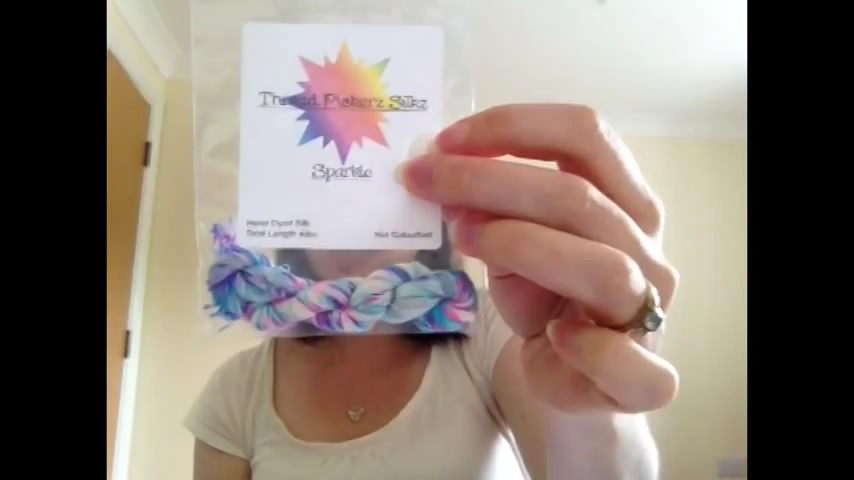 Thread Pickerz Silkz
Sparkle
Hand Dyed Silk
Total Length
Not Colourfast